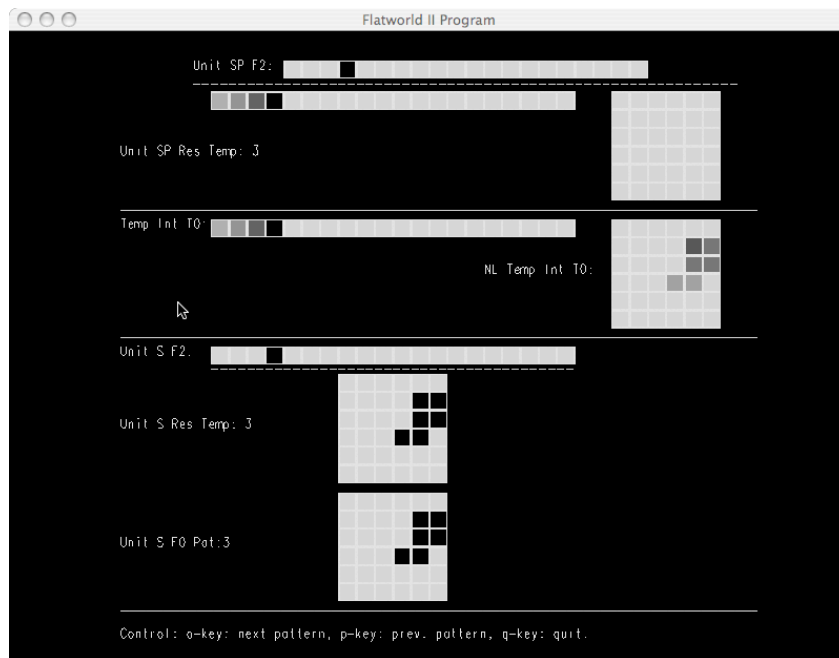 Flatworld II Program
Unit SP F2:
Unit SP Res Temp: 3
Temp Int T0:
NL Temp Int T0:
Unit S F2:
Unit S Res Temp: 3
Unit S F0 Pat:3
Control: o-key: next pattern, p-key: prev. pattern, q-key: quit.